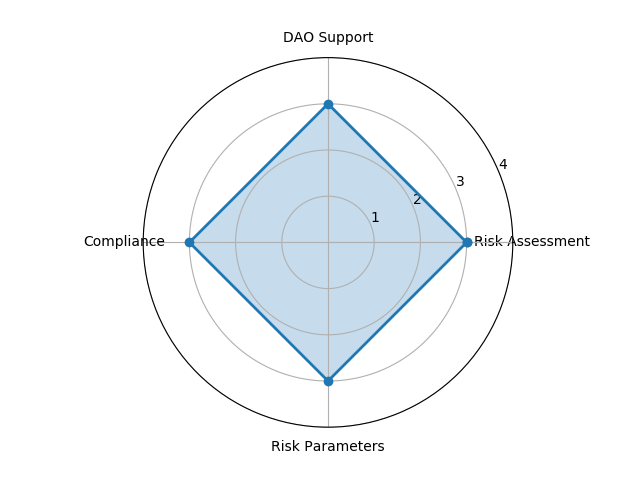 DAO Support
4
3
2
1
Compliance
Risk Assessment
Risk Parameters